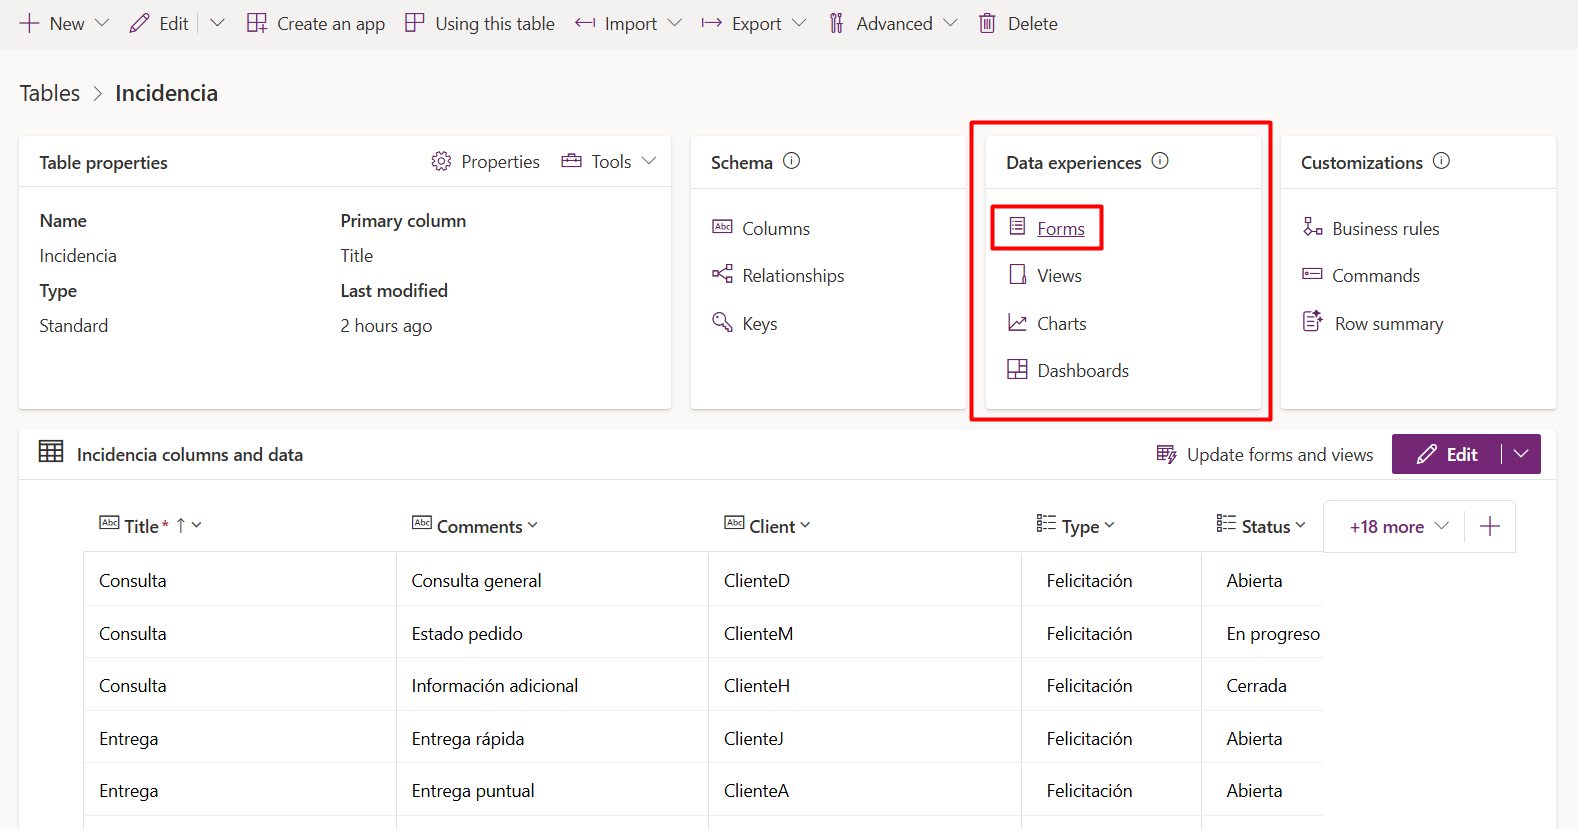 New Edit Create an app Using this table Import Export Advanced Delete
Tables > Incidencia
Table properties Properties Tools
Name Primary column
Incidencia Title
Type Last modified
Standard 2 hours ago
Schema
Columns
Relationships
Keys
Data experiences
Forms
Views
Charts
Dashboards
Customizations
Business rules
Commands
Row summary
Incidencia columns and data Update forms and views Edit
Abc Title* ↑ Abc Comments Abc Client Type Status +18 more
Consulta Consulta general ClienteD Felicitación Abierta
Consulta Estado pedido ClienteM Felicitación En progreso
Consulta Información adicional ClienteH Felicitación Cerrada
Entrega Entrega rápida ClienteJ Felicitación Abierta
Entrega Entrega puntual ClienteA Felicitación Abierta